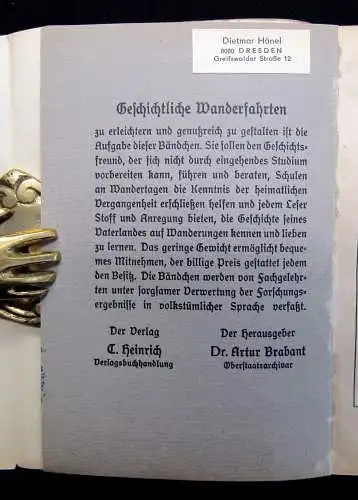 Dietmar Hänel
8080 DRESDEN
Greifswalder Straße 12
Geschichtliche Wanderfahrten
zu erleichtern und genußreich zu gestalten ist die
Aufgabe dieser Bändchen. Sie sollen den Geschichts-
freund, der sich nicht durch eingehendes Studium
vorbereiten kann, führen und beraten, Schulen
an Wandertagen die Kenntnis der heimatlichen
Vergangenheit erschließen helfen und jedem Leser
Stoff und Anregung bieten, die Geschichte seines
Vaterlandes auf Wanderungen kennen und lieben
zu lernen. Das geringe Gewicht ermöglicht beque-
mes Mitnehmen, der billige Preis gestattet jedem
den Besitz. Die Bändchen werden von Fachgelehr-
ten unter sorgsamer Verwertung der Forschungs-
ergebnisse in volkstümlicher Sprache verfaßt.
Der Verlag
C. Heinrich
Verlagsbuchhandlung
Der Herausgeber
Dr. Artur Brabant
Oberstaatsarchivar